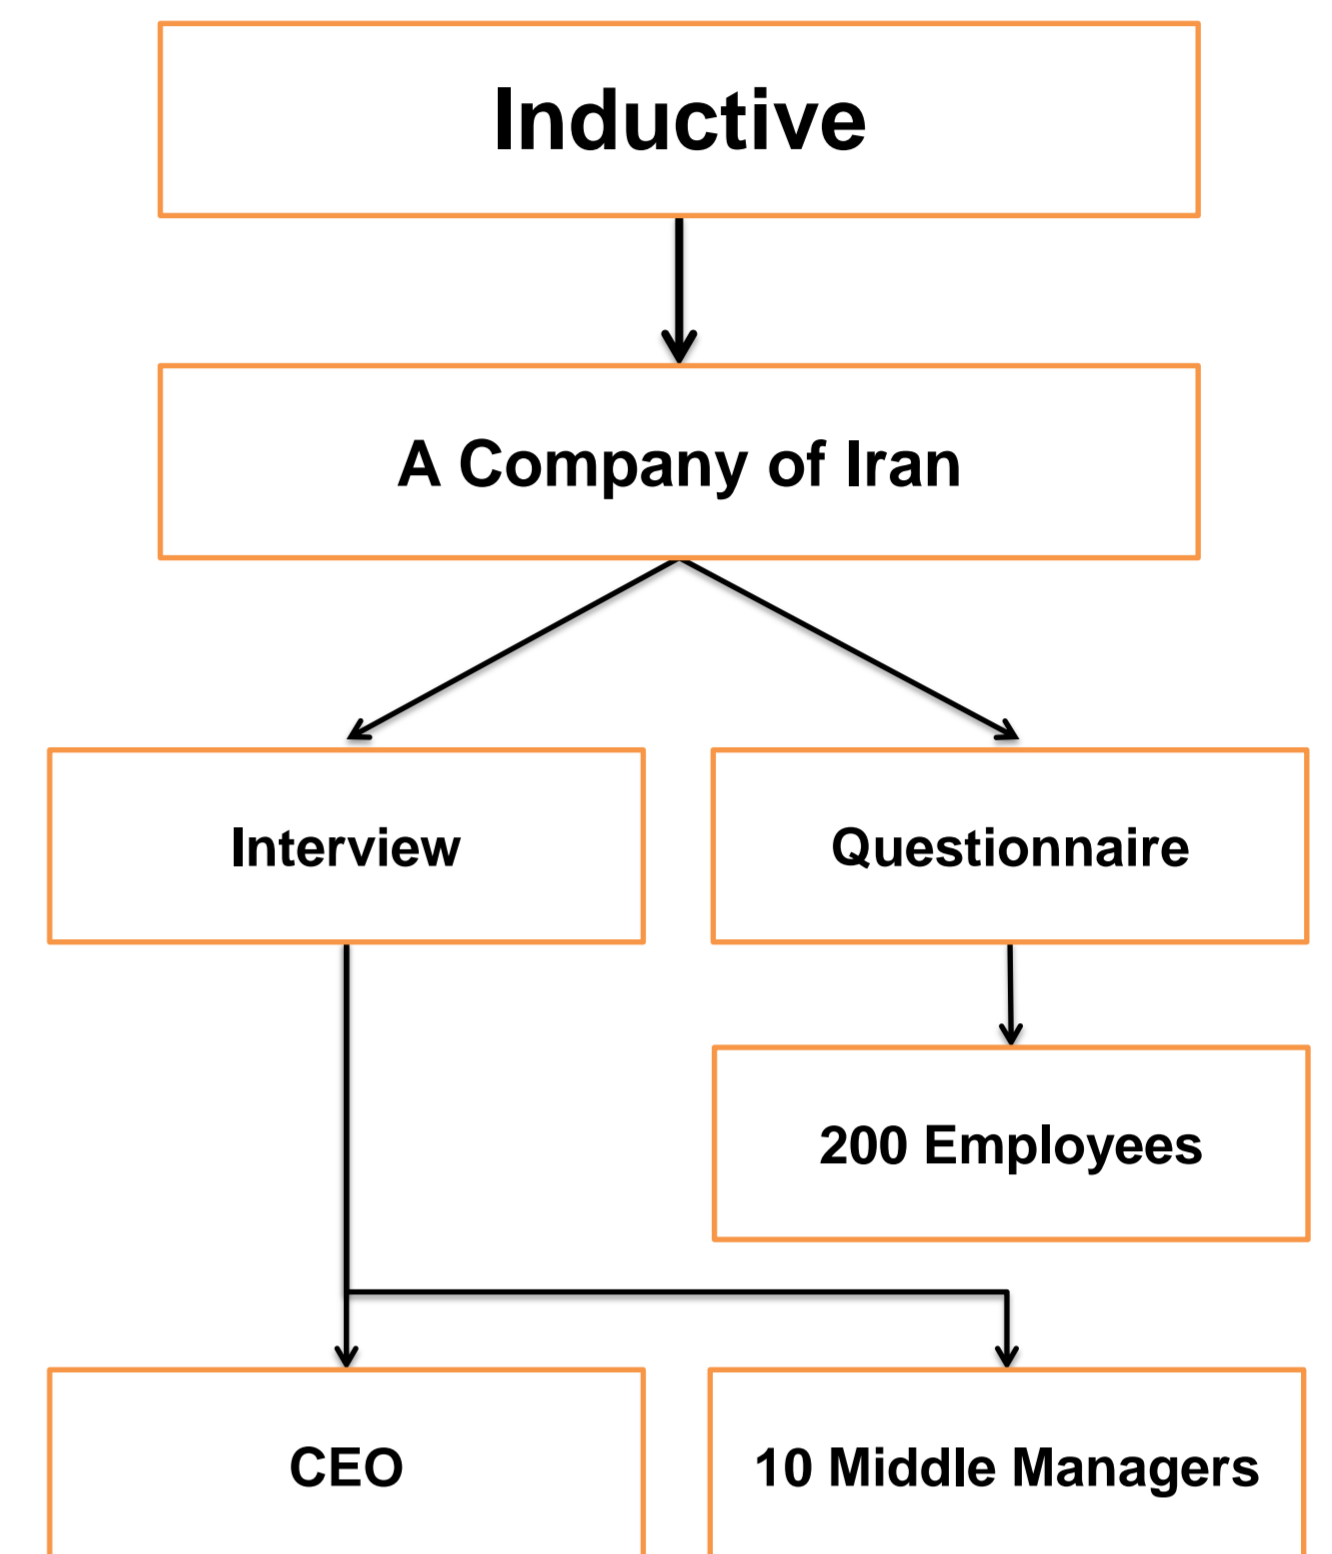 Inductive
A Company of Iran
Interview
Questionnaire
200 Employees
CEO
10 Middle Managers